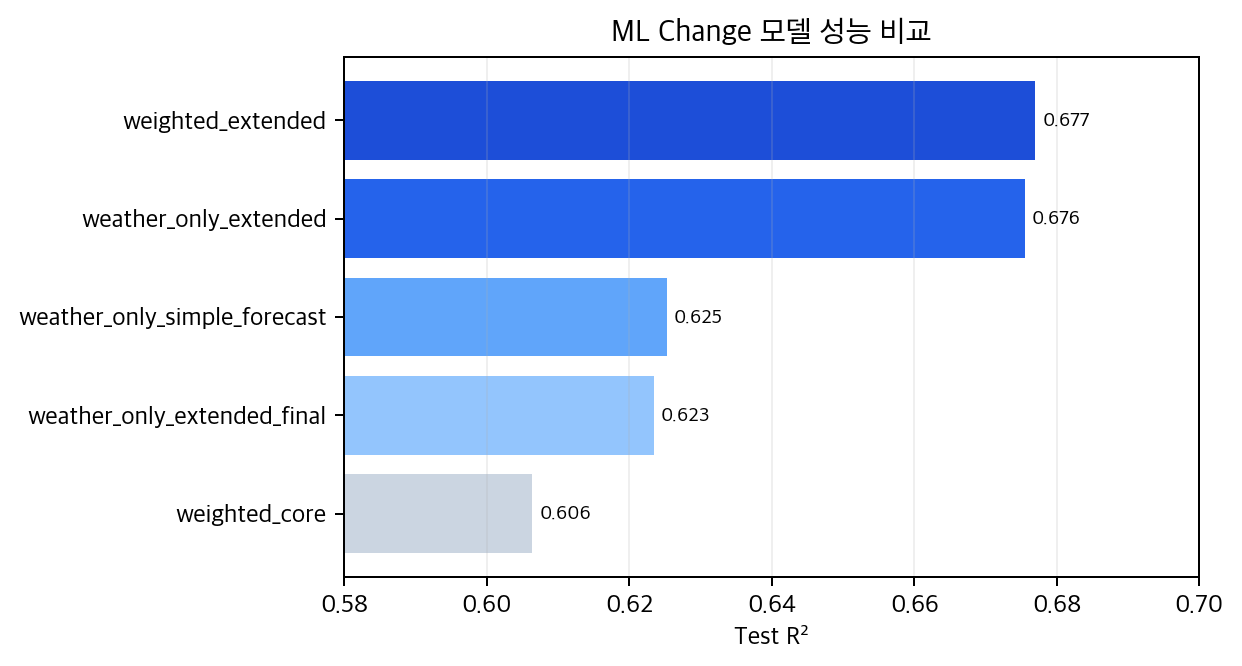 ML Change 모델 성능 비교
weighted_extended
0.677
weather_only_extended
0.676
weather_only_simple_forecast
0.625
weather_only_extended_final
0.623
weighted_core
0.606
0.58 0.60 0.62 0.64 0.66 0.68 0.70
Test R²